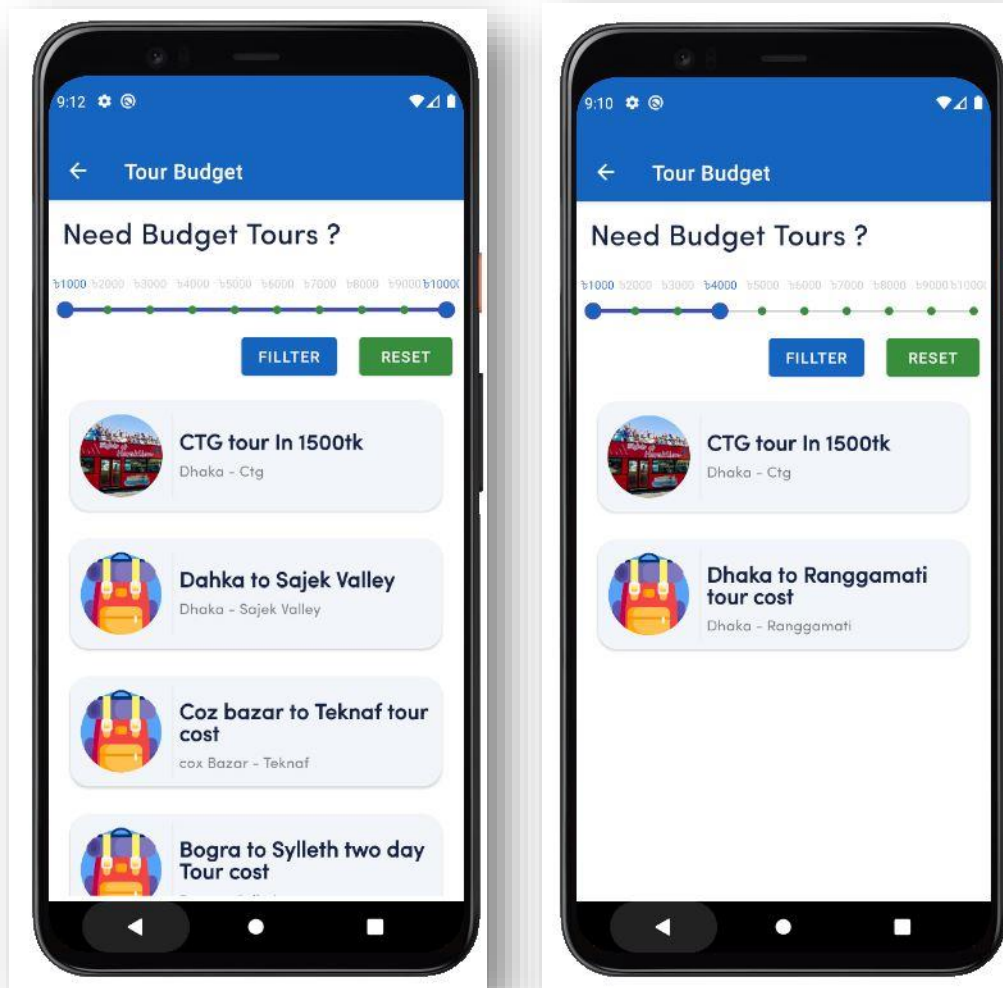 9:12
Tour Budget
Need Budget Tours ?
৳1000 ৳2000 ৳3000 ৳4000 ৳5000 ৳6000 ৳7000 ৳8000 ৳9000 ৳10000
FILLTER RESET
CTG tour In 1500tk
Dhaka - Ctg
Dahka to Sajek Valley
Dhaka - Sajek Valley
Coz bazar to Teknaf tour
cost
cox Bazar - Teknaf
Bogra to Sylleth two day
Tour cost
9:10
Tour Budget
Need Budget Tours ?
৳1000 ৳2000 ৳3000 ৳4000 ৳5000 ৳6000 ৳7000 ৳8000 ৳9000 ৳1000
FILLTER RESET
CTG tour In 1500tk
Dhaka - Ctg
Dhaka to Ranggamati
tour cost
Dhaka - Ranggamati